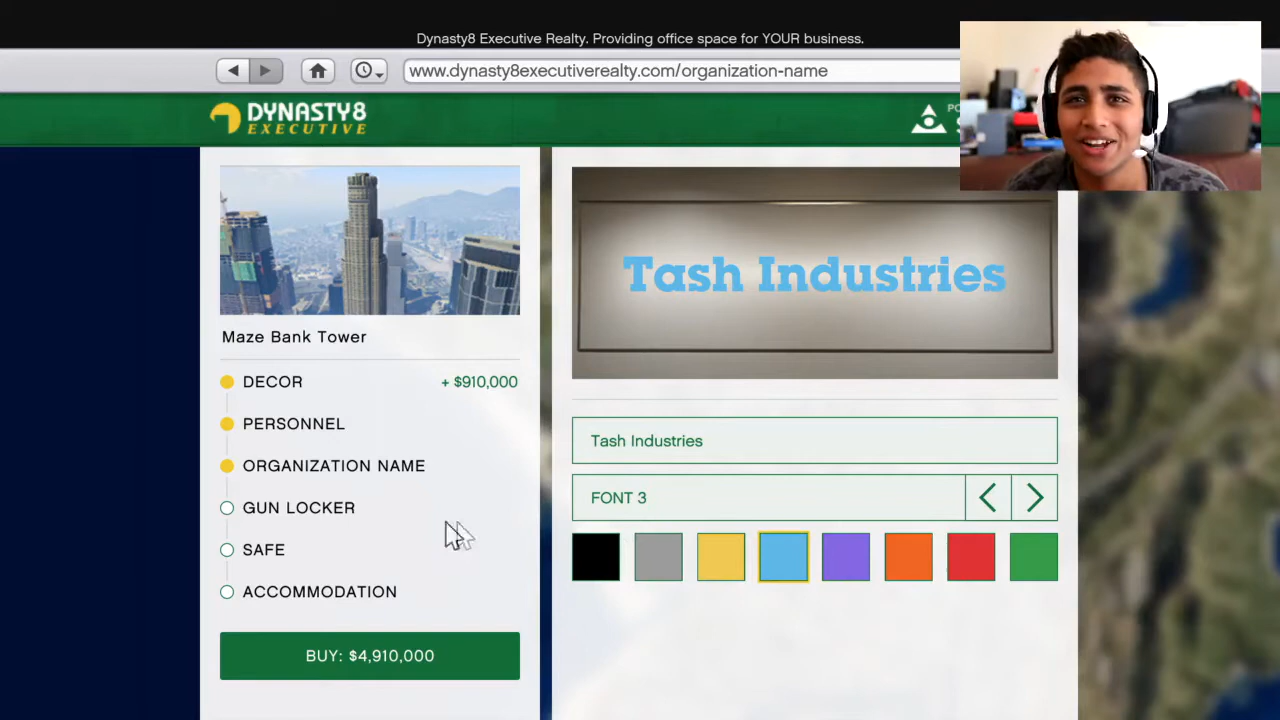 Dynasty8 Executive Realty. Providing office space for YOUR business.
www.dynasty8executiverealty.com/organization-name
DYNASTY8
EXECUTIVE
Maze Bank Tower
DECOR + $910,000
PERSONNEL
ORGANIZATION NAME
GUN LOCKER
SAFE
ACCOMMODATION
BUY: $4,910,000
Tash Industries
Tash Industries
FONT 3